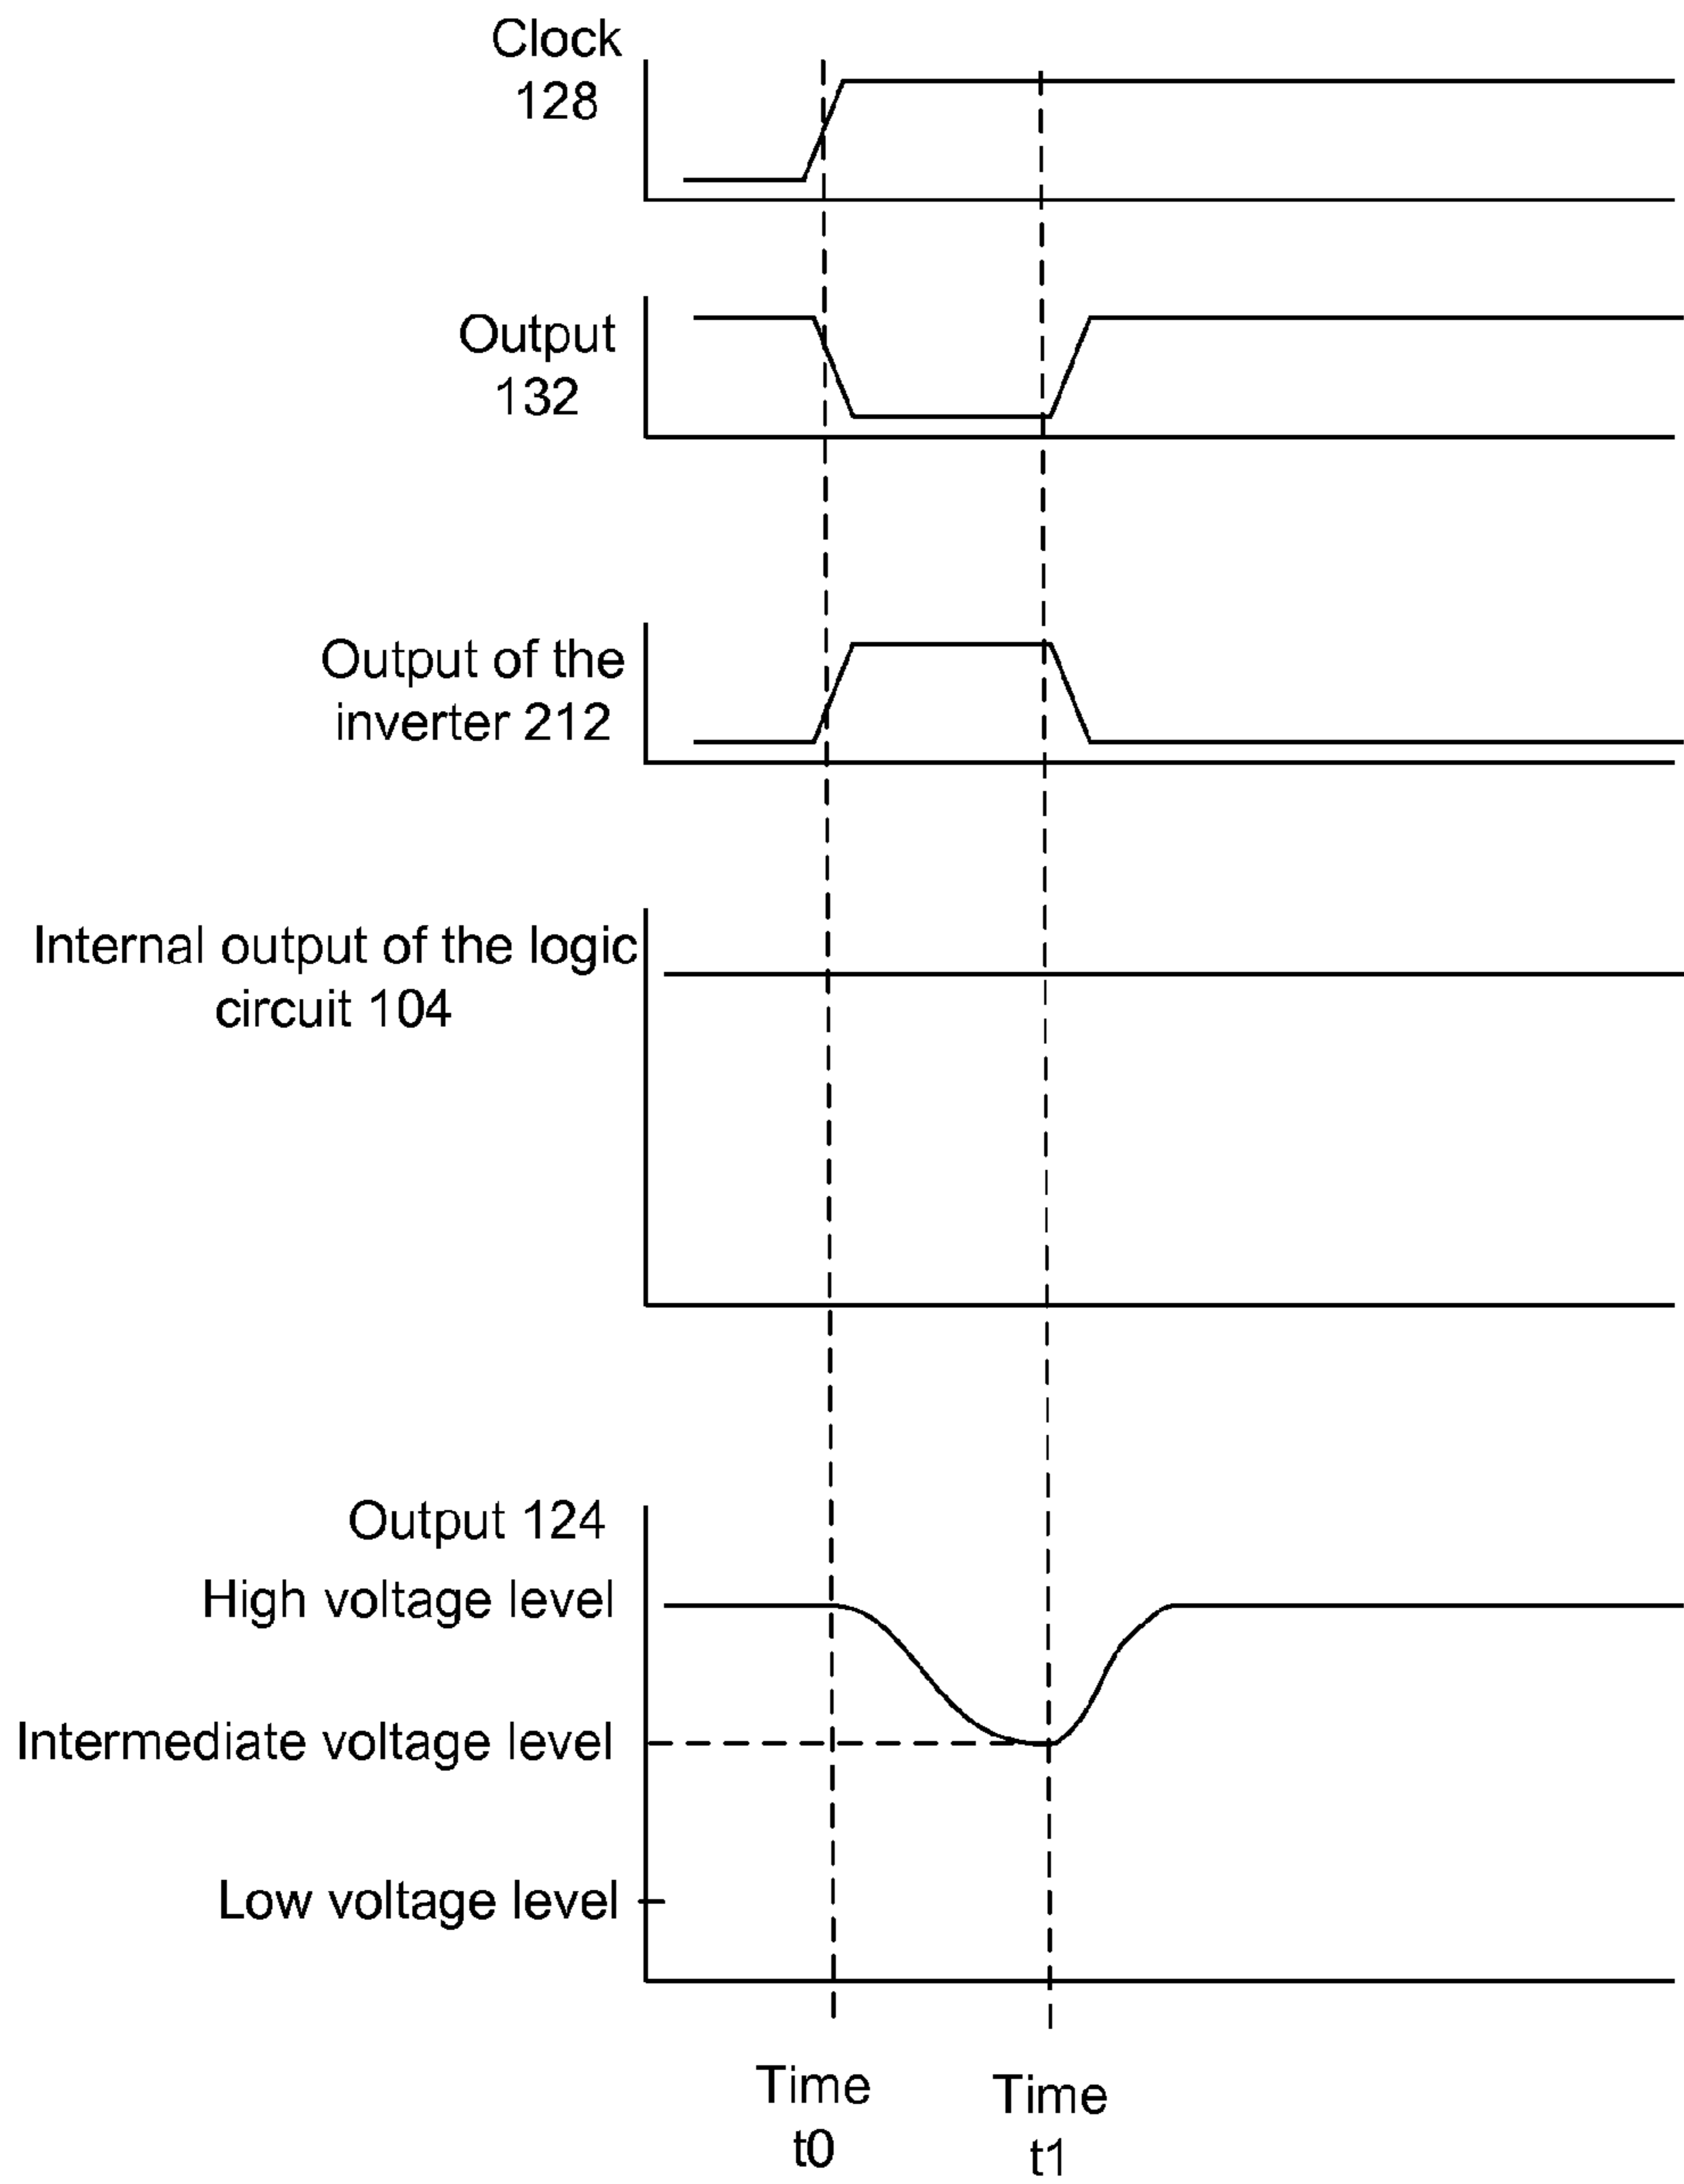 Clock
128
Output
132
Output of the
inverter 212
Internal output of the logic
circuit 104
Output 124
High voltage level
Intermediate voltage level
Low voltage level
Time
t0
Time
t1